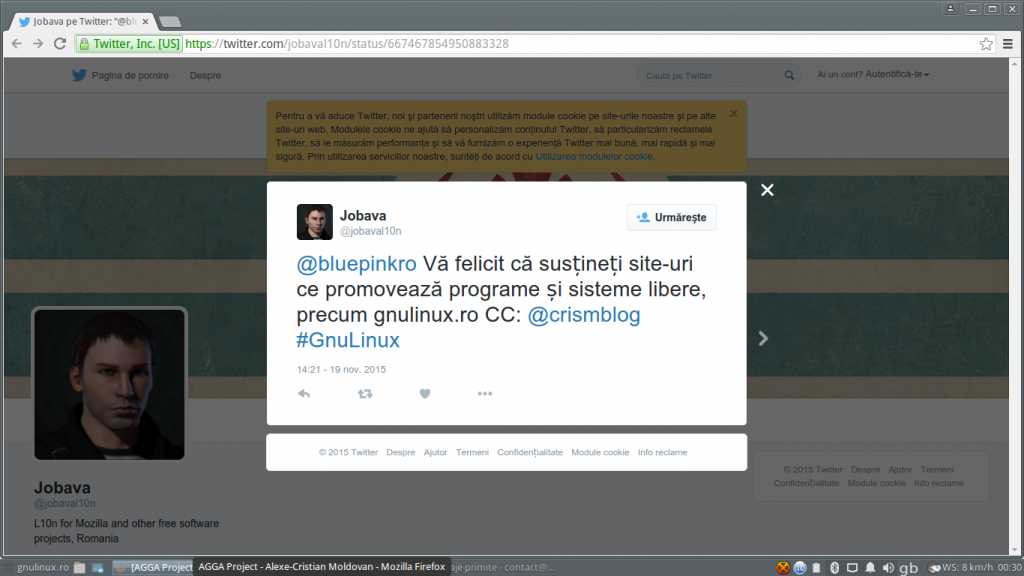 Jobava pe Twitter: "@blu
Twitter, Inc. [US] https://twitter.com/jobaval10n/status/667467854950883328
Pagina de pornire Despre Caută pe Twitter Ai un cont? Autentifică-te
Pentru a vă aduce Twitter, noi și partenerii noștri utilizăm module cookie pe site-urile noastre și pe alte
site-uri web. Modulele cookie ne ajută să personalizăm conținutul Twitter, să particularizăm reclamele
Twitter, să le măsurăm performanța și să vă furnizăm o experiență Twitter mai bună, mai rapidă și mai
sigură. Prin utilizarea serviciilor noastre, sunteți de acord cu Utilizarea modulelor cookie.
Jobava
@jobaval10n
Urmărește
@bluepinkro Vă felicit că susțineți site-uri
ce promovează programe și sisteme libere,
precum gnulinux.ro CC: @crismblog
#GnuLinux
14:21 - 19 nov. 2015
© 2015 Twitter Despre Ajutor Termeni Confidențialitate Module cookie Info reclame
© 2015 Twitter Despre Ajutor Termeni
Confidențialitate Module cookie Info reclame
Jobava
@jobaval10n
L10n for Mozilla and other free software
projects, Romania
gnulinux.ro [AGGA Project AGGA Project - Alexe-Cristian Moldovan - Mozilla Firefox aje primite - contact@... gb WS: 8 km/h 00:30